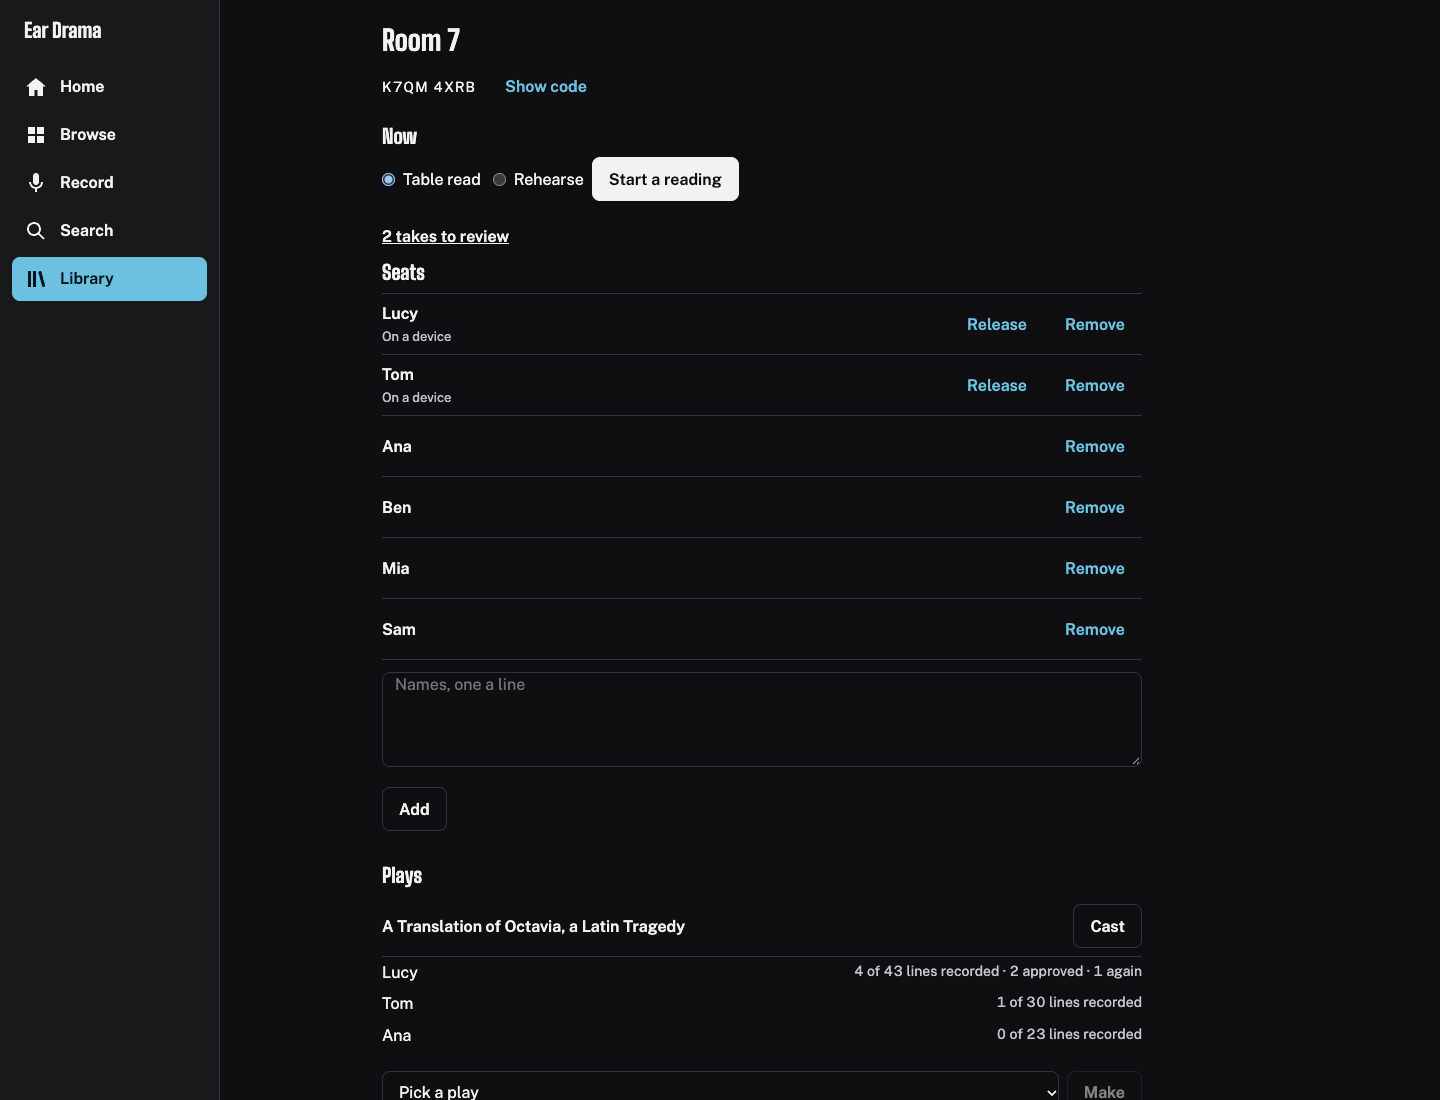 Ear Drama
Home
Browse
Record
Search
Library
Room 7
K7QM 4XRB Show code
Now
Table read Rehearse Start a reading
2 takes to review
Seats
Lucy
On a device
Release Remove
Tom
On a device
Release Remove
Ana Remove
Ben Remove
Mia Remove
Sam Remove
Names, one a line
Add
Plays
A Translation of Octavia, a Latin Tragedy Cast
Lucy 4 of 43 lines recorded · 2 approved · 1 again
Tom 1 of 30 lines recorded
Ana 0 of 23 lines recorded
Pick a play Make